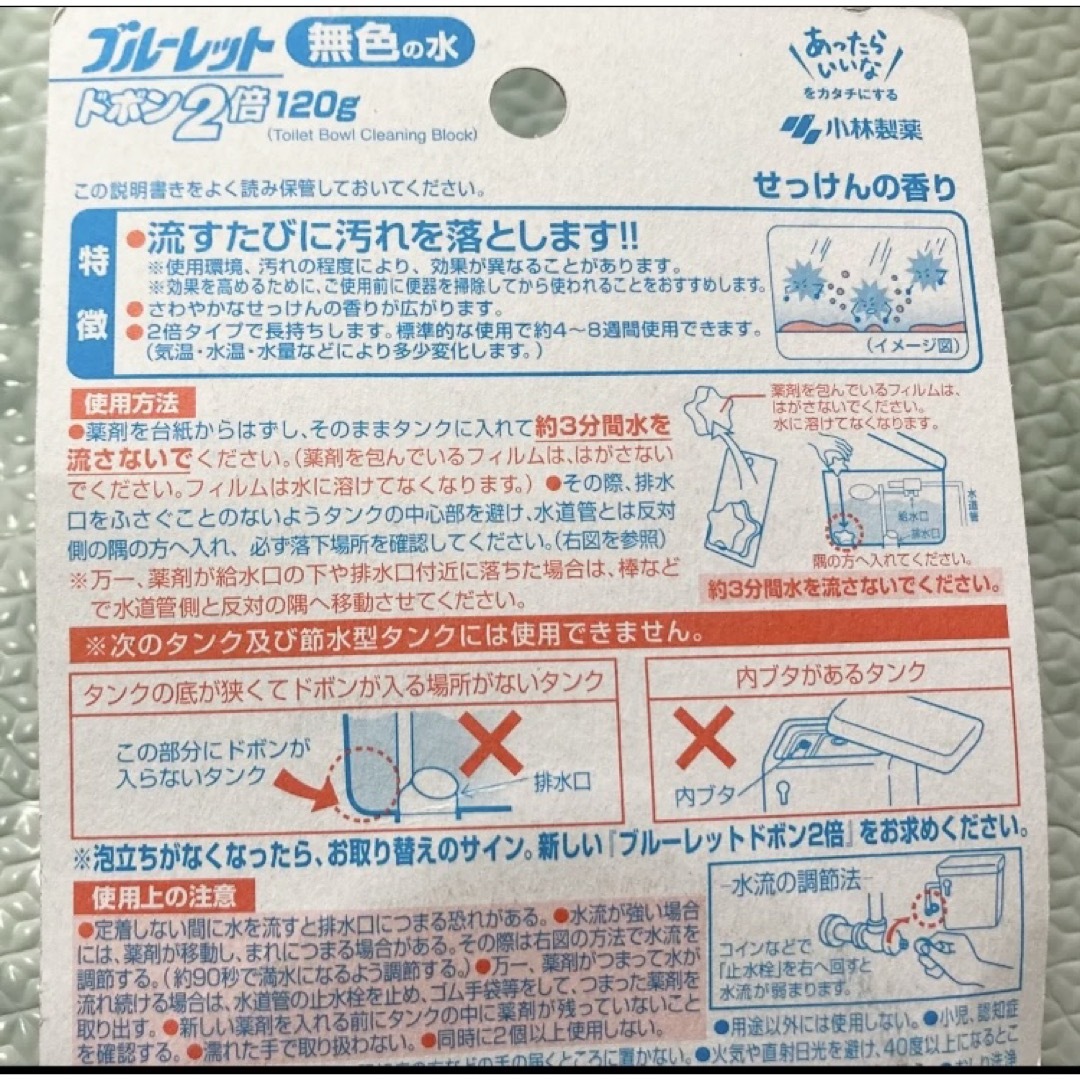 ブルーレット 無色の水
ドボン2倍 120g
(Toilet Bowl Cleaning Block)
あったら
いいな
をカタチにする
小林製薬
この説明書きをよく読み保管しておいてください。
せっけんの香り
特徴
●流すたびに汚れを落とします!!
※使用環境、汚れの程度により、効果が異なることがあります。
※効果を高めるために、ご使用前に便器を掃除してから使われることをおすすめします。
●さわやかなせっけんの香りが広がります。
●2倍タイプで長持ちします。標準的な使用で約4〜8週間使用できます。
(気温・水温・水量などにより多少変化します。)
(イメージ図)
使用方法
●薬剤を台紙からはずし、そのままタンクに入れて約3分間水を
流さないでください。(薬剤を包んでいるフィルムは、はがさない
でください。フィルムは水に溶けてなくなります。) ●その際、排水
口をふさぐことのないようタンクの中心部を避け、水道管とは反対
側の隅の方へ入れ、必ず落下場所を確認してください。(右図を参照)
※万一、薬剤が給水口の下や排水口付近に落ちた場合は、棒など
で水道管側と反対の隅へ移動させてください。
薬剤を包んでいるフィルムは、
はがさないでください。
水に溶けてなくなります。
水道管
給水口
排水口
隅の方へ入れてください。
約3分間水を流さないでください。
※次のタンク及び節水型タンクには使用できません。
タンクの底が狭くてドボンが入る場所がないタンク
この部分にドボンが
入らないタンク
排水口
内ブタがあるタンク
内ブタ
※泡立ちがなくなったら、お取り替えのサイン。新しい『ブルーレットドボン2倍』をお求めください。
使用上の注意
●定着しない間に水を流すと排水口につまる恐れがある。●水流が強い場合
には、薬剤が移動し、まれにつまる場合がある。その際は右図の方法で水流を
調節する。(約90秒で満水になるよう調節する。)●万一、薬剤がつまって水が
流れ続ける場合は、水道管の止水栓を止め、ゴム手袋等をして、つまった薬剤を
取り出す。●新しい薬剤を入れる前にタンクの中に薬剤が残っていないこと
を確認する。●濡れた手で取り扱わない。●同時に2個以上使用しない。
水流の調節法
コインなどで
「止水栓」を右へ回すと
水流が弱まります。
●用途以外には使用しない。●小児、認知症
の方などの手の届くところに置かない。●火気や直射日光を避け、40度以上になるとこ